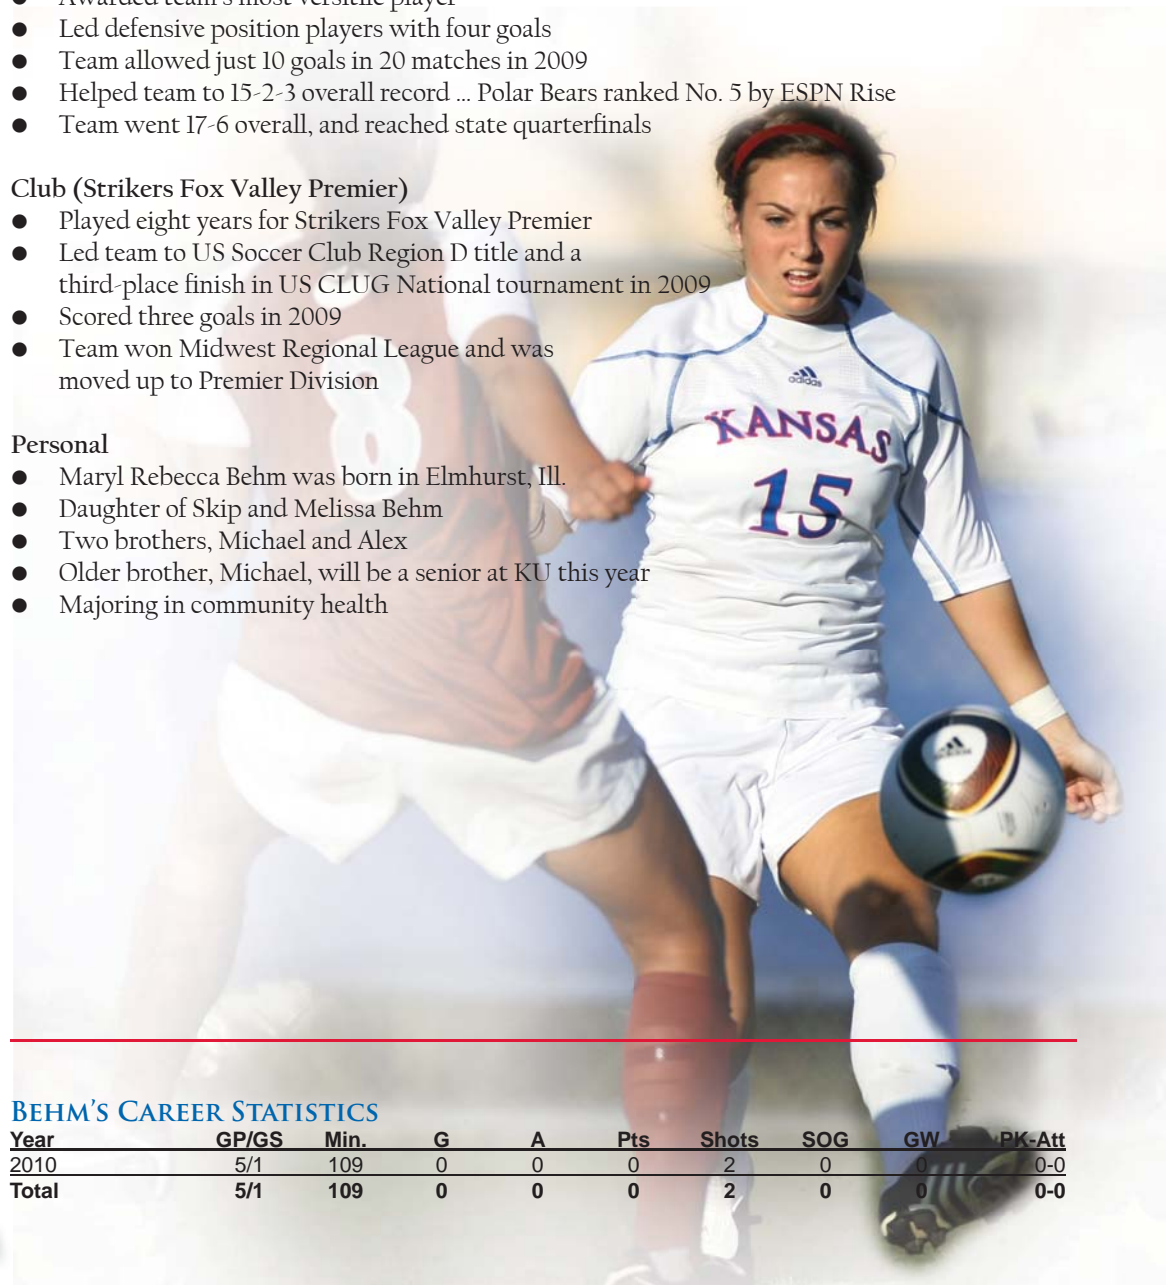 ● Awarded team's most versatile player
● Led defensive position players with four goals
● Team allowed just 10 goals in 20 matches in 2009
● Helped team to 15-2-3 overall record ... Polar Bears ranked No. 5 by ESPN Rise
● Team went 17-6 overall, and reached state quarterfinals
Club (Strikers Fox Valley Premier)
● Played eight years for Strikers Fox Valley Premier
● Led team to US Soccer Club Region D title and a
third-place finish in US CLUG National tournament in 2009
● Scored three goals in 2009
● Team won Midwest Regional League and was
moved up to Premier Division
Personal
● Maryl Rebecca Behm was born in Elmhurst, Ill.
● Daughter of Skip and Melissa Behm
● Two brothers, Michael and Alex
● Older brother, Michael, will be a senior at KU this year
● Majoring in community health
8
adidas
KANSAS
15
Behm's Career Statistics
Year GP/GS Min. G A Pts Shots SOG GW PK-Att
2010 5/1 109 0 0 0 2 0 0 0-0
Total 5/1 109 0 0 0 2 0 0 0-0